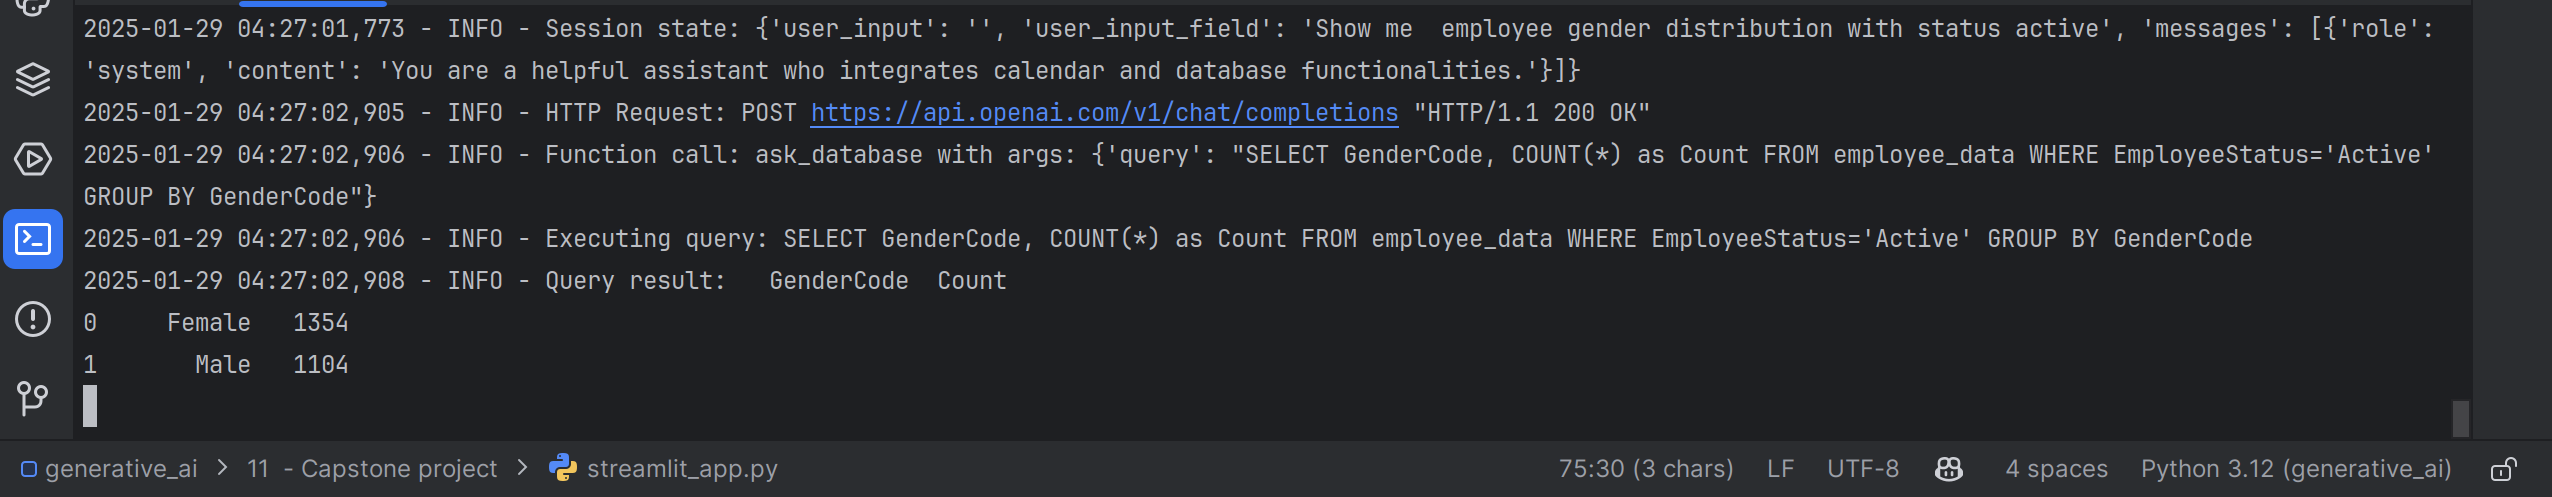 2025-01-29 04:27:01,773 - INFO - Session state: {'user_input': '', 'user_input_field': 'Show me  employee gender distribution with status active', 'messages': [{'role':
'system', 'content': 'You are a helpful assistant who integrates calendar and database functionalities.'}]}
2025-01-29 04:27:02,905 - INFO - HTTP Request: POST https://api.openai.com/v1/chat/completions "HTTP/1.1 200 OK"
2025-01-29 04:27:02,906 - INFO - Function call: ask_database with args: {'query': "SELECT GenderCode, COUNT(*) as Count FROM employee_data WHERE EmployeeStatus='Active'
GROUP BY GenderCode"}
2025-01-29 04:27:02,906 - INFO - Executing query: SELECT GenderCode, COUNT(*) as Count FROM employee_data WHERE EmployeeStatus='Active' GROUP BY GenderCode
2025-01-29 04:27:02,908 - INFO - Query result:   GenderCode  Count
0     Female   1354
1       Male   1104
generative_ai > 11 - Capstone project > streamlit_app.py 75:30 (3 chars) LF UTF-8 4 spaces Python 3.12 (generative_ai)